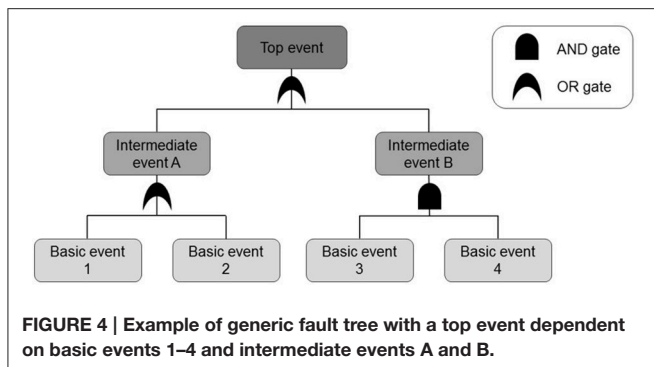 Top event
AND gate
OR gate
Intermediate
event A
Intermediate
event B
Basic event
1
Basic event
2
Basic event
3
Basic event
4
FIGURE 4 | Example of generic fault tree with a top event dependent
on basic events 1–4 and intermediate events A and B.